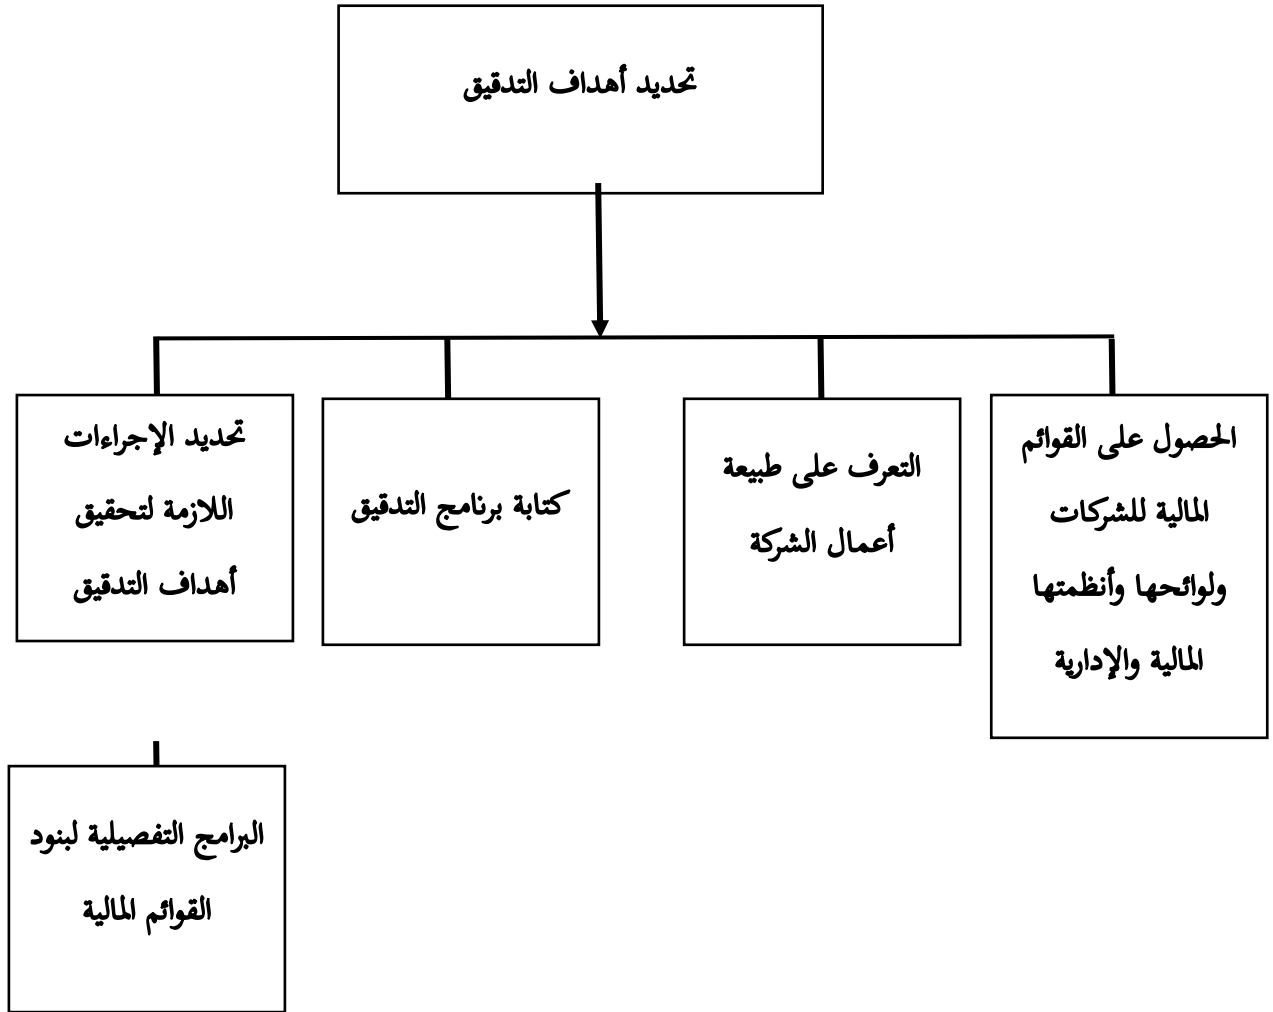 تحديد أهداف التدقيق
الحصول على القوائم
المالية للشركات
ولوائحها وأنظمتها
المالية والإدارية
التعرف على طبيعة
أعمال الشركة
كتابة برنامج التدقيق
تحديد الإجراءات
اللازمة لتحقيق
أهداف التدقيق
البرامج التفصيلية لبنود
القوائم المالية